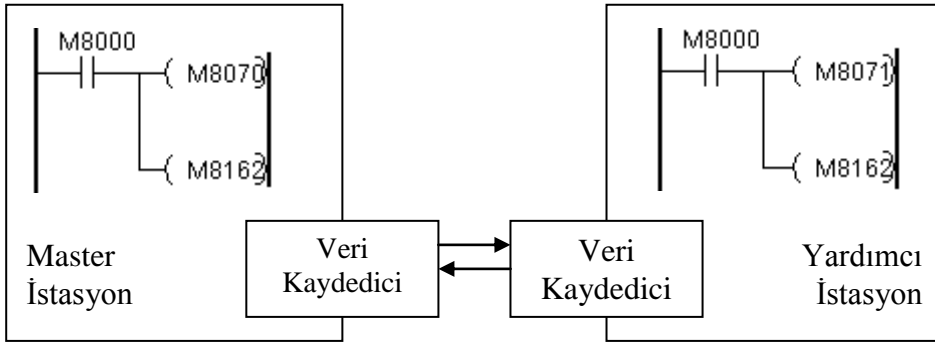 M8000
M8070
M8162
Master
İstasyon
Veri
Kaydedici
Veri
Kaydedici
M8000
M8071
M8162
Yardımcı
İstasyon